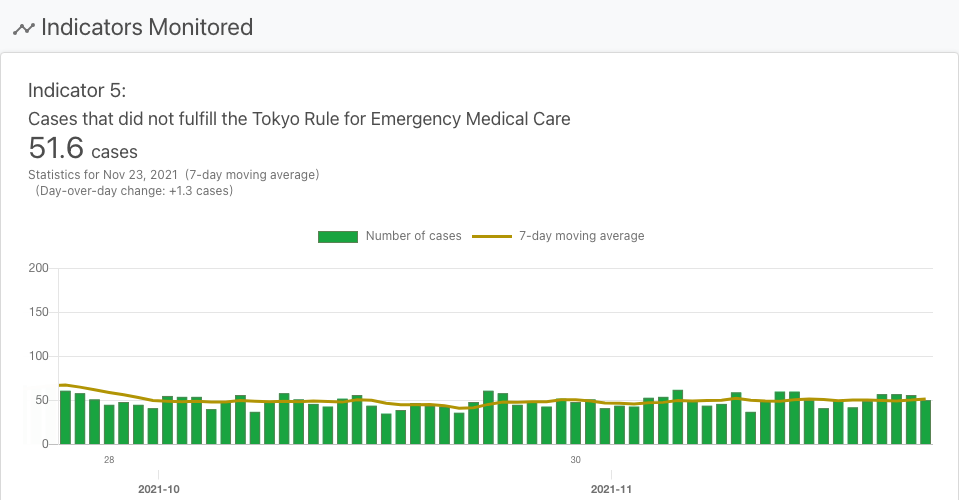 Indicators Monitored
Indicator 5:
Cases that did not fulfill the Tokyo Rule for Emergency Medical Care
51.6 cases
Statistics for Nov 23, 2021 (7-day moving average)
(Day-over-day change: +1.3 cases)
Number of cases 7-day moving average
200
150
100
50
0
28 30
2021-10 2021-11